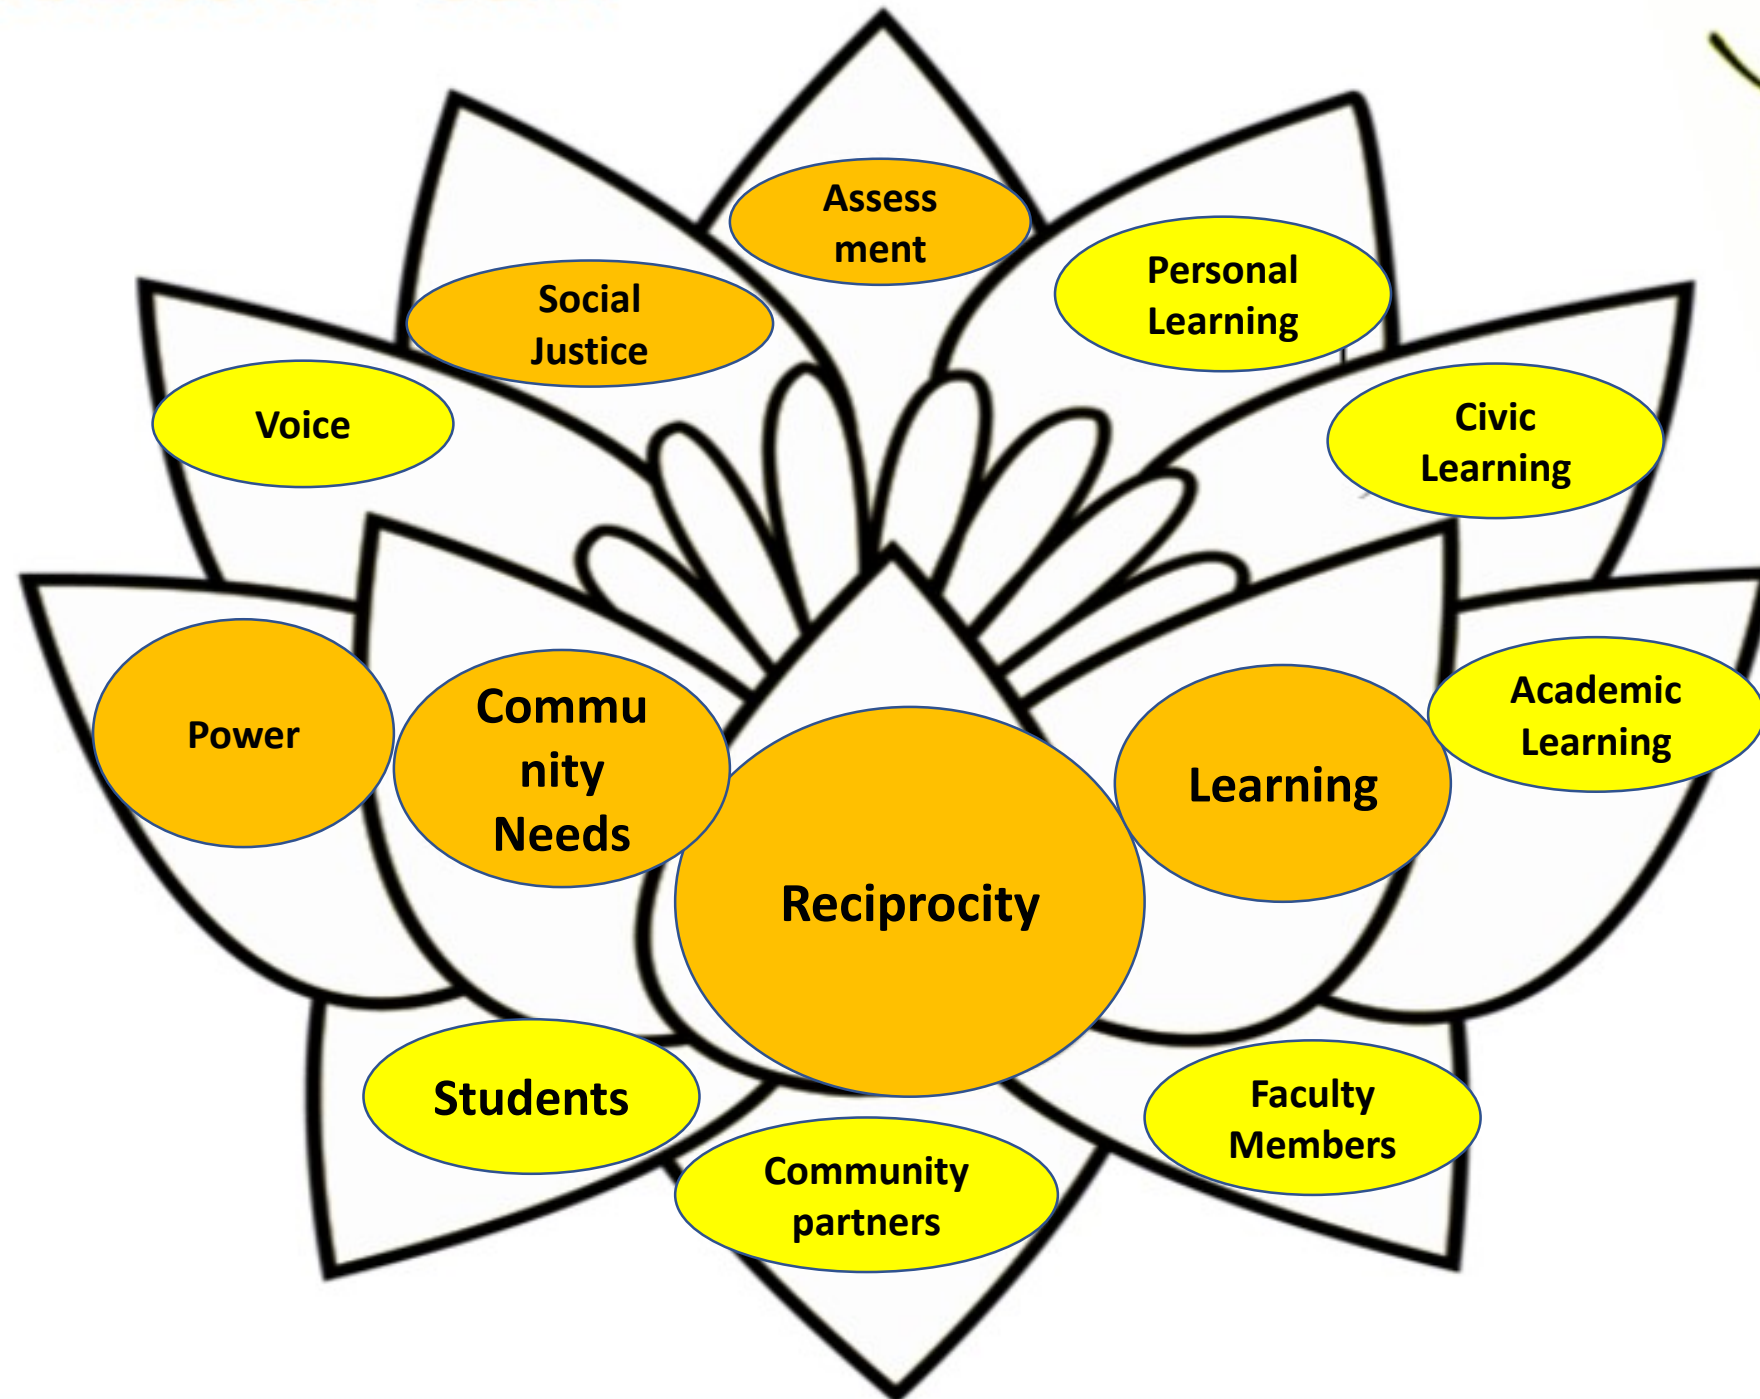 Assess
ment
Personal
Learning
Social
Justice
Voice
Civic
Learning
Power
Commu
nity
Needs
Reciprocity
Learning
Academic
Learning
Students
Community
partners
Faculty
Members